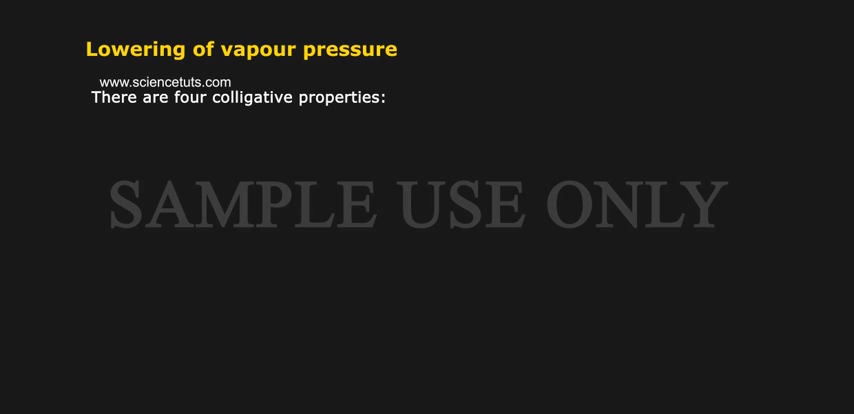 Lowering of vapour pressure
www.sciencetuts.com
There are four colligative properties:
SAMPLE USE ONLY